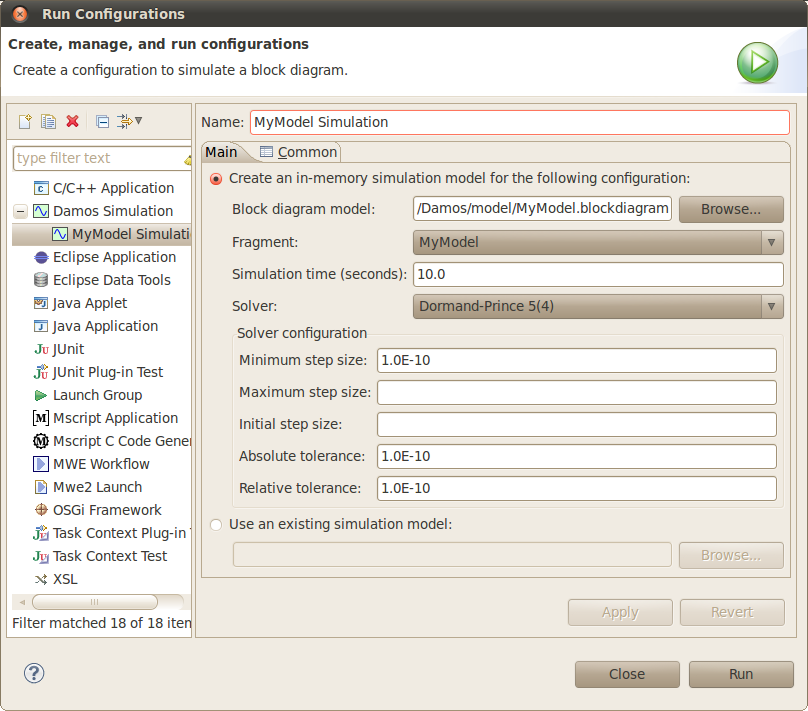 Run Configurations
Create, manage, and run configurations
Create a configuration to simulate a block diagram.
type filter text
C/C++ Application
Damos Simulation
MyModel Simulati
Eclipse Application
Eclipse Data Tools
Java Applet
Java Application
JUnit
JUnit Plug-in Test
Launch Group
Mscript Application
Mscript C Code Gener
MWE Workflow
Mwe2 Launch
OSGi Framework
Task Context Plug-in
Task Context Test
XSL
Filter matched 18 of 18 item
Name: MyModel Simulation
Main Common
Create an in-memory simulation model for the following configuration:
Block diagram model: /Damos/model/MyModel.blockdiagram Browse...
Fragment: MyModel
Simulation time (seconds): 10.0
Solver: Dormand-Prince 5(4)
Solver configuration
Minimum step size: 1.0E-10
Maximum step size:
Initial step size:
Absolute tolerance: 1.0E-10
Relative tolerance: 1.0E-10
Use an existing simulation model:
Browse...
Apply Revert
? Close Run